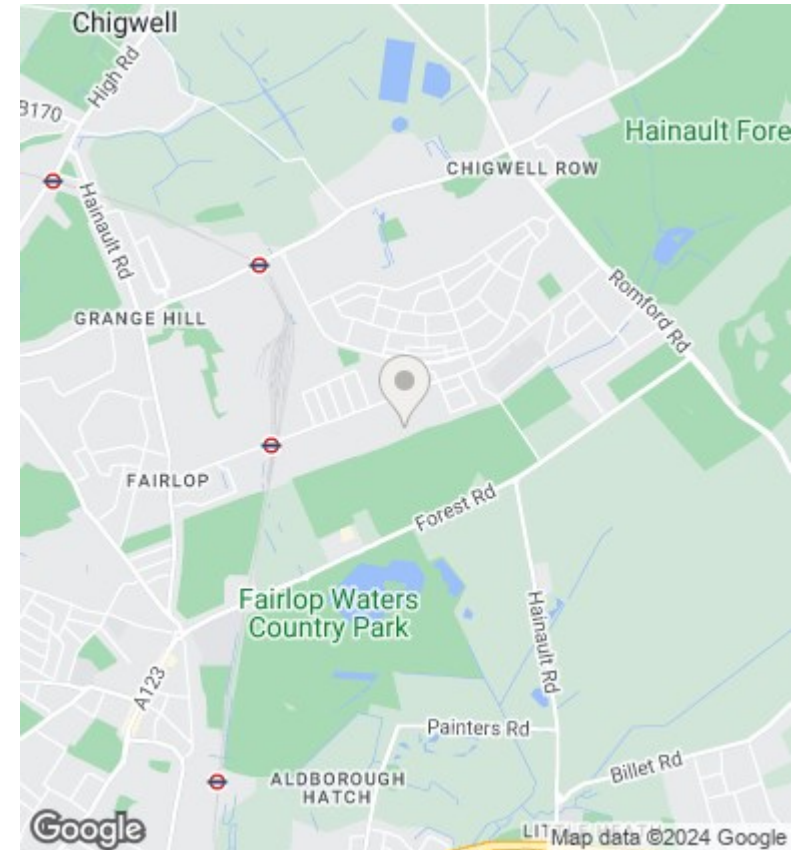 Chigwell
High Rd
B170
Hainault Fore
CHIGWELL ROW
Hainault Rd
Romford Rd
GRANGE HILL
FAIRLOP
Forest Rd
Fairlop Waters
Country Park
Hainault Rd
A123
Painters Rd
Billet Rd
ALDBOROUGH
HATCH
Google
Map data ©2024 Google